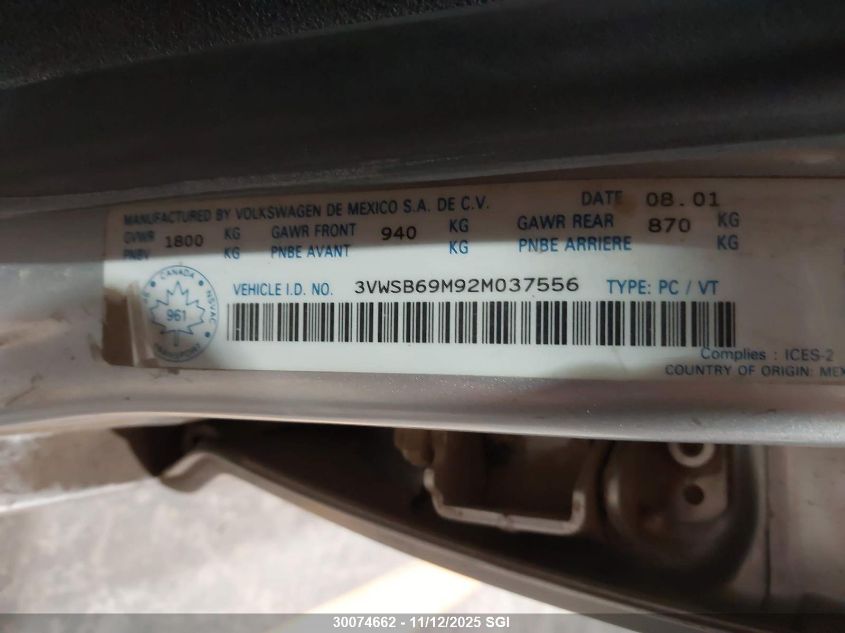 MANUFACTURED BY VOLKSWAGEN DE MEXICO S.A. DE C.V. DATE 08.01
GVWR 1800 KG GAWR FRONT 940 KG GAWR REAR 870 KG
PNBV KG PNBE AVANT KG PNBE ARRIERE KG
VEHICLE I.D. NO. 3VWSB69M92M037556 TYPE: PC / VT
CANADA
NSVAC
961
TRANSPORT
Complies : ICES-2
COUNTRY OF ORIGIN: MEX
30074662 - 11/12/2025 SGI